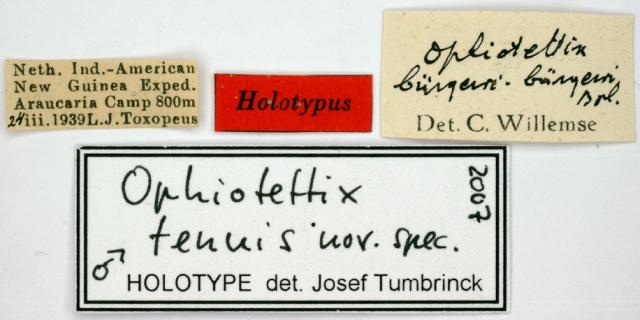 Neth. Ind.-American
New Guinea Exped.
Araucaria Camp 800m
24 iii. 1939 L.J. Toxopeus
Holotypus
Ophiotettix
bürgersi bürgersi
Bol.
Det. C. Willemse
Ophiotettix
tenuis nov. spec.
♂
HOLOTYPE det. Josef Tumbrinck
2007